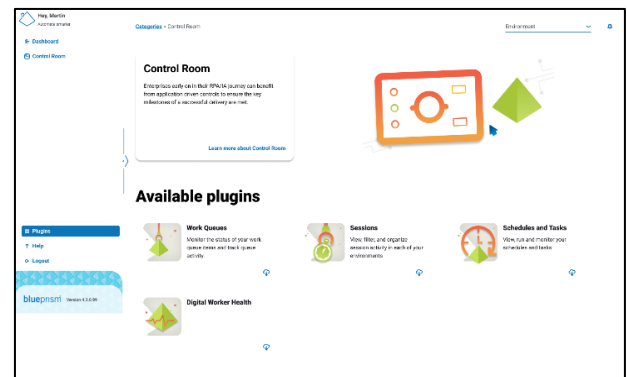 Hey, Martin
Categories > Control Room
Environment
Dashboard
Control Room
Control Room
Enterprises early on in their RPA/IA journey can benefit
from application driven controls to ensure the key
milestones of a successful delivery are met.
Learn more about Control Room
Available plugins
Plugins
Help
Logout
blueprism
Work Queues
Monitor the status of your work
queue items and track queue
activity.
Sessions
View, filter, and organize
session activity in each of your
environments
Schedules and Tasks
View, run and monitor your
schedules and tasks
Digital Worker Health